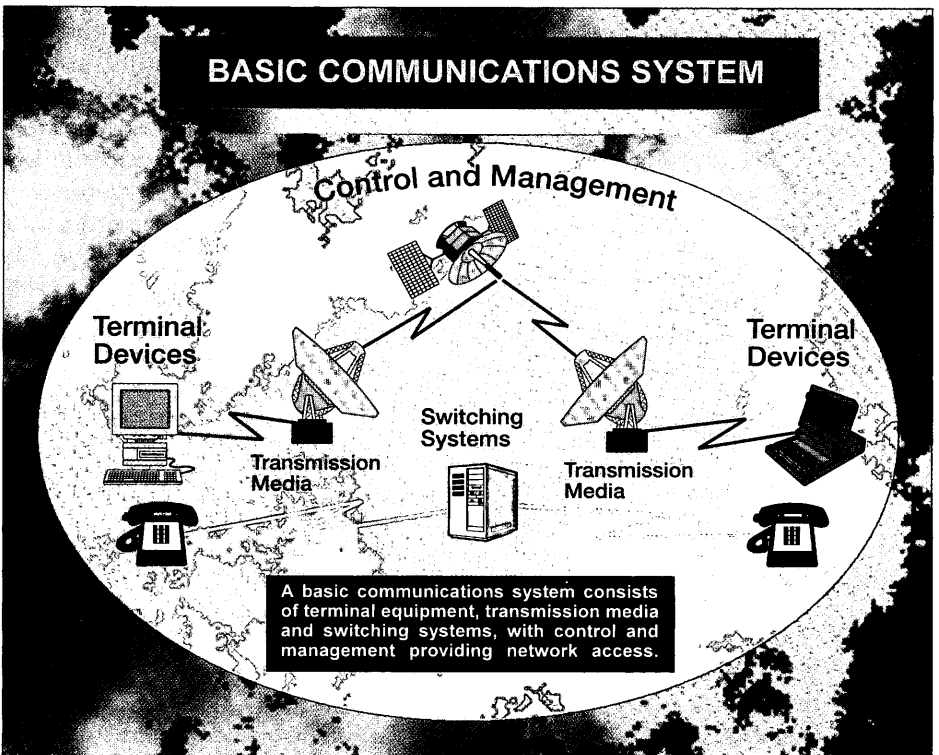 BASIC COMMUNICATIONS SYSTEM
Control and Management
Terminal
Devices
Terminal
Devices
Switching
Systems
Transmission
Media
Transmission
Media
A basic communications system consists
of terminal equipment, transmission media
and switching systems, with control and
management providing network access.